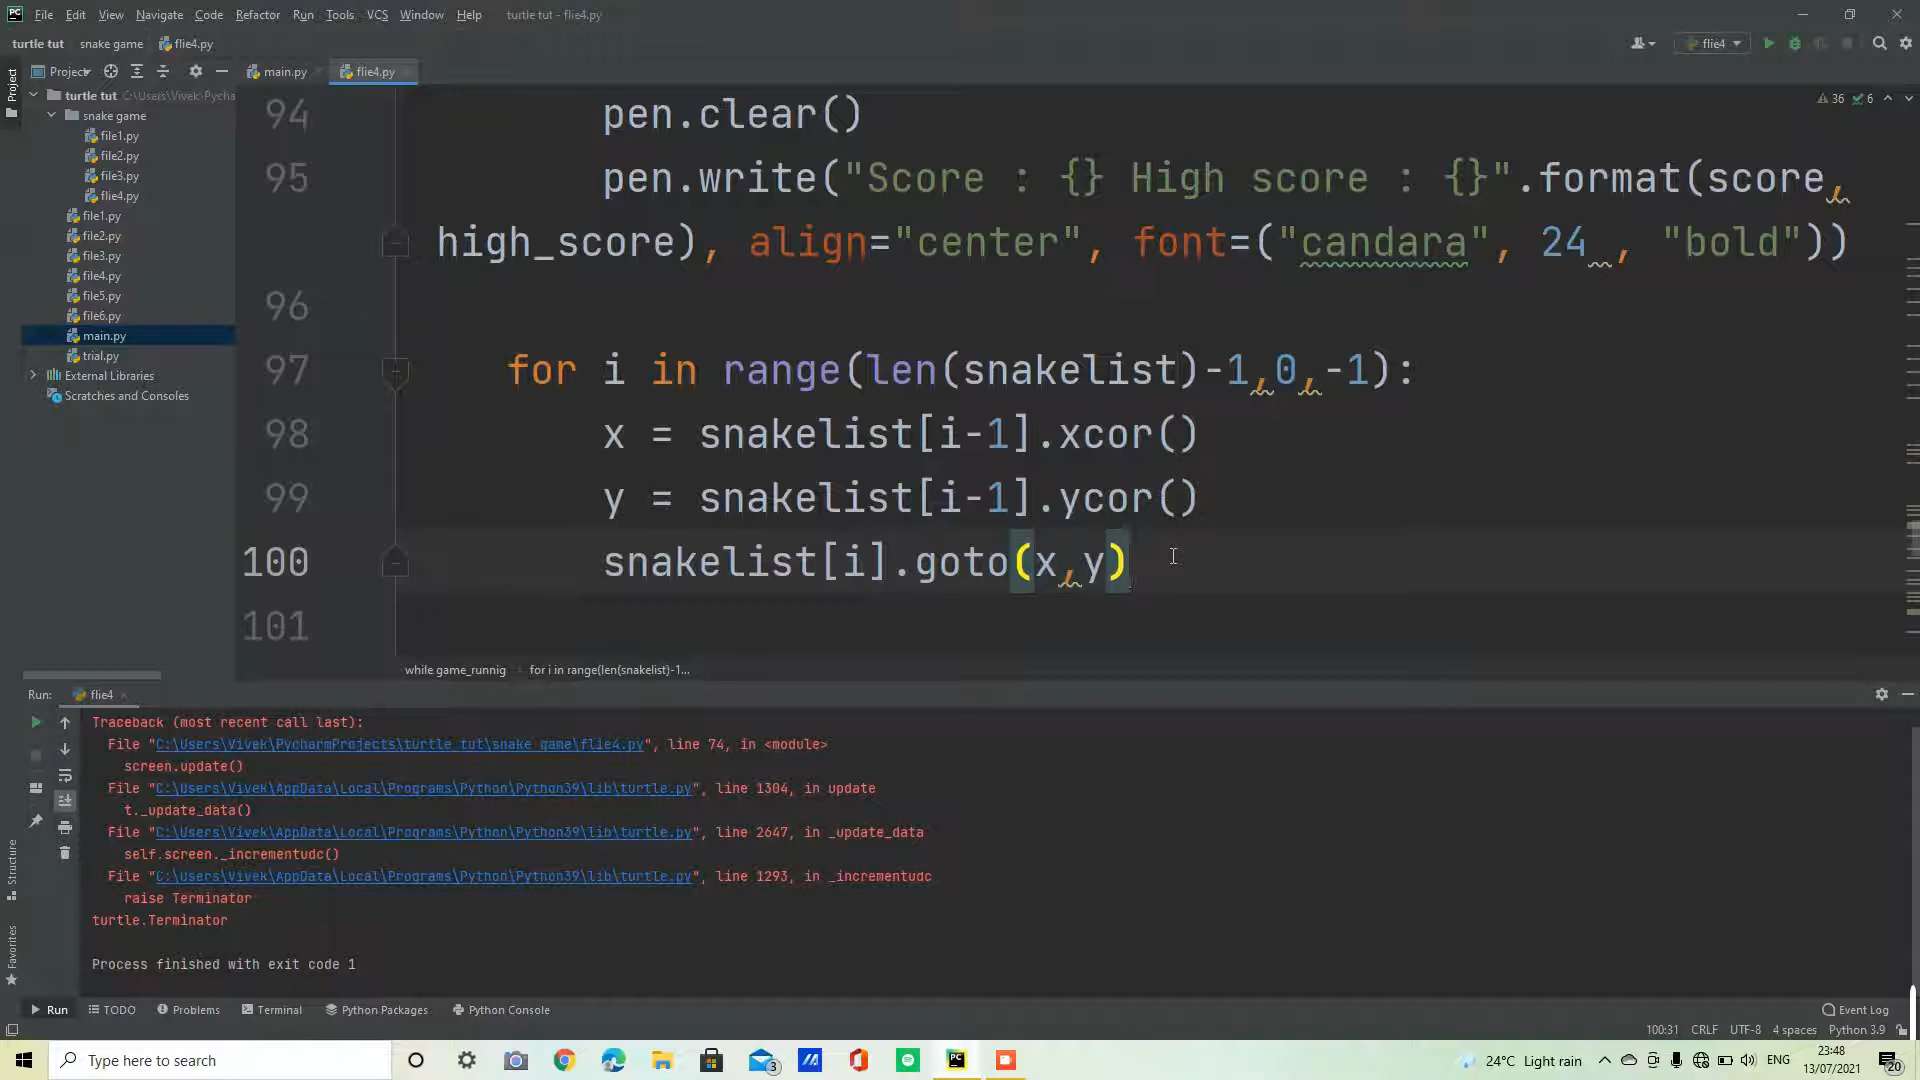 File Edit View Navigate Code Refactor Run Tools VCS Window Help turtle tut - flie4.py
turtle tut snake game flie4.py
flie4
Project main.py flie4.py
Project
turtle tut C:\Users\Vivek\Pycha
snake game
file1.py
file2.py
file3.py
flie4.py
file1.py
file2.py
file3.py
file4.py
file5.py
file6.py
main.py
trial.py
External Libraries
Scratches and Consoles
36 6
94 pen.clear()
95 pen.write("Score : {} High score : {}".format(score,
high_score), align="center", font=("candara", 24 , "bold"))
96
97 for i in range(len(snakelist)-1,0,-1):
98 x = snakelist[i-1].xcor()
99 y = snakelist[i-1].ycor()
100 snakelist[i].goto(x,y)
101
while game_runnig for i in range(len(snakelist)-1...
Run: flie4
Traceback (most recent call last):
File "C:\Users\Vivek\PycharmProjects\turtle tut\snake game\flie4.py", line 74, in <module>
screen.update()
File "C:\Users\Vivek\AppData\Local\Programs\Python\Python39\lib\turtle.py", line 1304, in update
t._update_data()
File "C:\Users\Vivek\AppData\Local\Programs\Python\Python39\lib\turtle.py", line 2647, in _update_data
self.screen._incrementudc()
File "C:\Users\Vivek\AppData\Local\Programs\Python\Python39\lib\turtle.py", line 1293, in _incrementudc
raise Terminator
turtle.Terminator
Process finished with exit code 1
Structure
Favorites
Run TODO Problems Terminal Python Packages Python Console Event Log
100:31 CRLF UTF-8 4 spaces Python 3.9
Type here to search
3
24°C Light rain ENG
23:48
13/07/2021
20